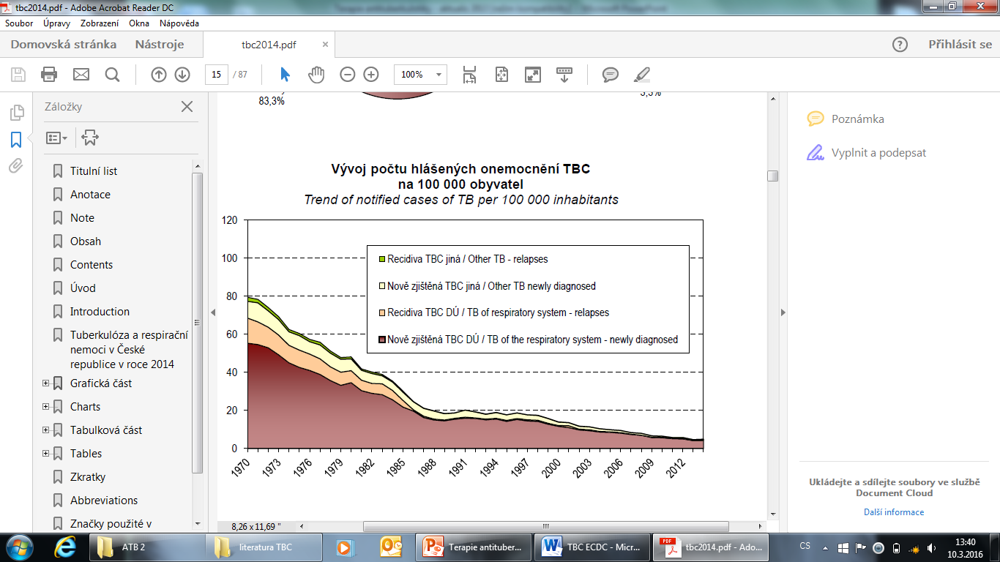 tbc2014.pdf - Adobe Acrobat Reader DC
Soubor Úpravy Zobrazení Okna Nápověda
Domovská stránka Nástroje tbc2014.pdf × ? Přihlásit se
15 / 87 100%
Záložky
Titulní list
Anotace
Note
Obsah
Contents
Úvod
Introduction
Tuberkulóza a respirační
nemoci v České
republice v roce 2014
Grafická část
Charts
Tabulková část
Tables
Zkratky
Abbreviations
Značky použité v
83,3%
Vývoj počtu hlášených onemocnění TBC
na 100 000 obyvatel
Trend of notified cases of TB per 100 000 inhabitants
120
100
80
60
40
20
0
Recidiva TBC jiná / Other TB - relapses
Nově zjištěná TBC jiná / Other TB newly diagnosed
Recidiva TBC DÚ / TB of respiratory system - relapses
Nově zjištěná TBC DÚ / TB of the respiratory system - newly diagnosed
1970 1973 1976 1979 1982 1985 1988 1991 1994 1997 2000 2003 2006 2009 2012
8,26 x 11,69 "
Poznámka
Vyplnit a podepsat
Ukládejte a sdílejte soubory ve službě
Document Cloud
Další informace
ATB 2 literatura TBC Terapie antituber... TBC ECDC - Micr... tbc2014.pdf - Ado... CS 13:40
10.3.2016